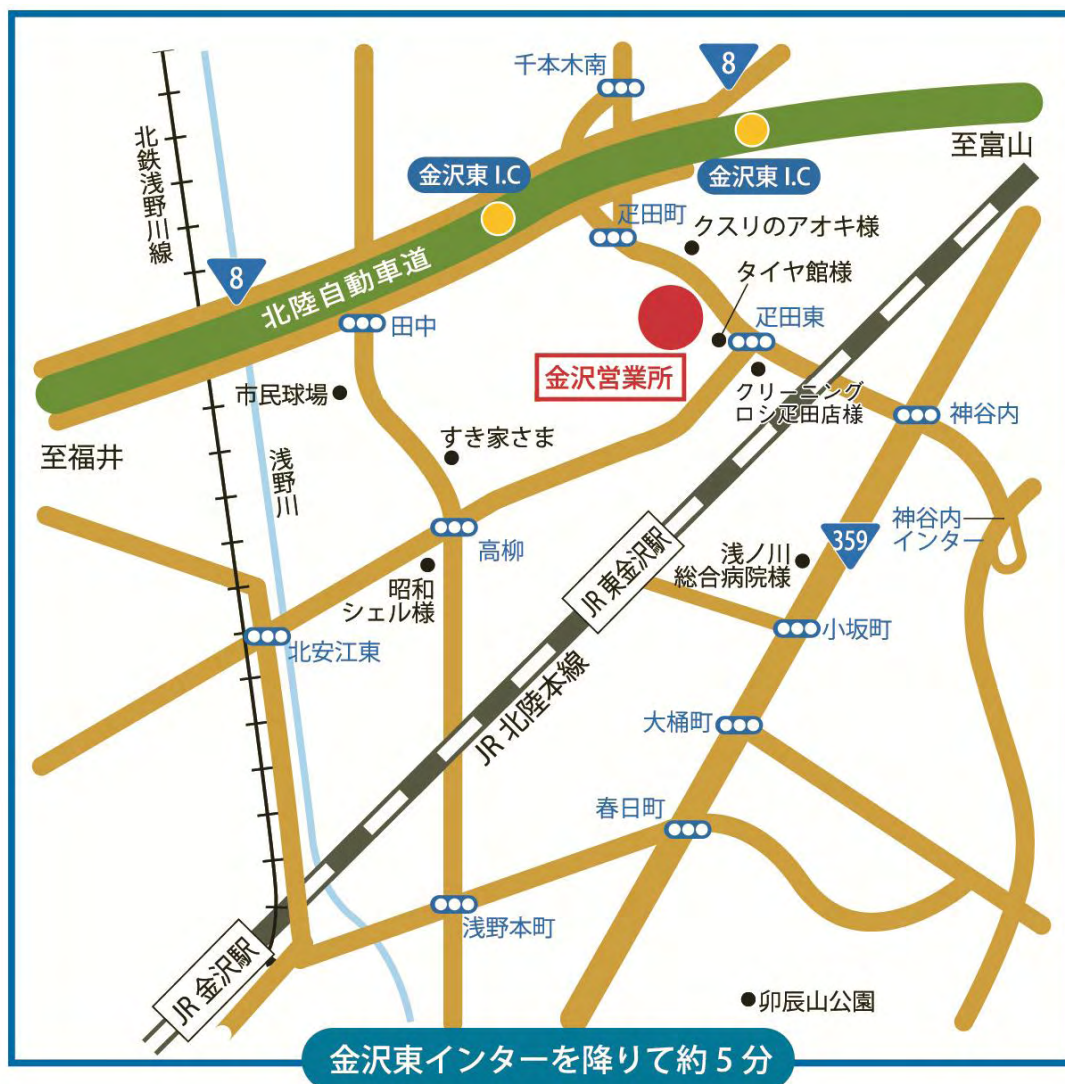 千本木南
8
北鉄浅野川線
金沢東 I.C
金沢東 I.C
至富山
疋田町
クスリのアオキ様
8
北陸自動車道
タイヤ館様
田中
疋田東
市民球場
金沢営業所
クリーニング
ロシ疋田店様
神谷内
至福井
すき家さま
浅野川
神谷内
インター
高柳
359
浅ノ川
総合病院様
昭和
シェル様
JR 東金沢駅
小坂町
北安江東
JR 北陸本線
大桶町
春日町
浅野本町
JR 金沢駅
卯辰山公園
金沢東インターを降りて約 5 分